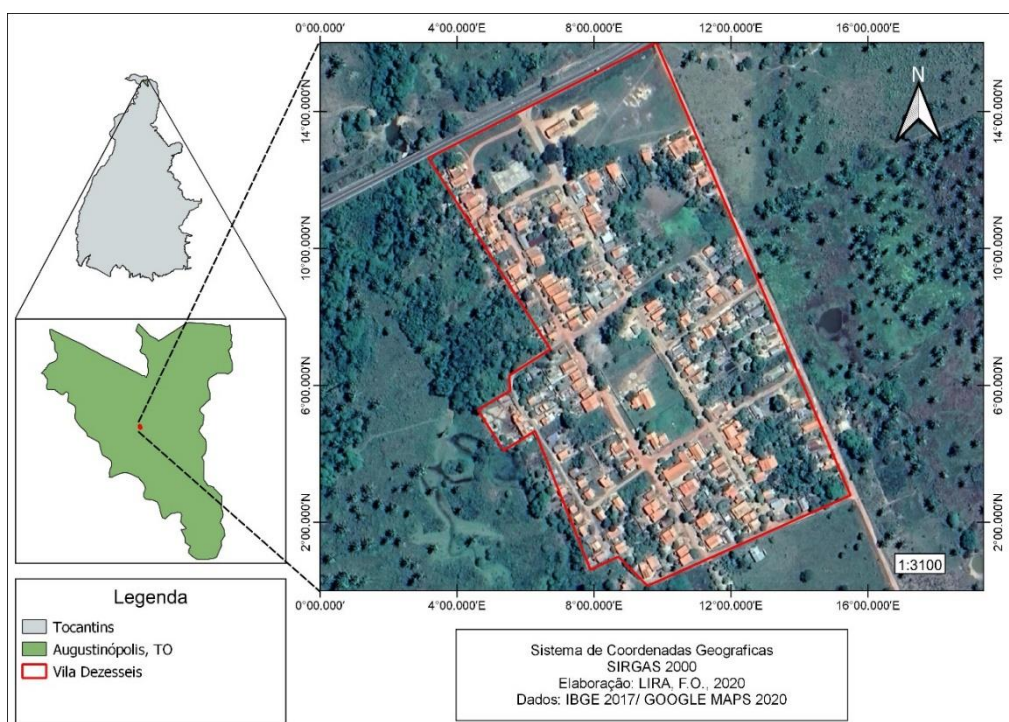 0°00.000'
4°00.000'E
8°00.000'E
12°00.000'E
16°00.000'E
14°00.000'N
10°00.000'N
6°00.000'N
2°00.000'N
N
14°00.000'N
10°00.000'N
6°00.000'N
2°00.000'N
1:3100
0°00.000'
4°00.000'E
8°00.000'E
12°00.000'E
16°00.000'E
Legenda
Tocantins
Augustinópolis, TO
Vila Dezesseis
Sistema de Coordenadas Geograficas
SIRGAS 2000
Elaboração: LIRA, F.O., 2020
Dados: IBGE 2017/ GOOGLE MAPS 2020